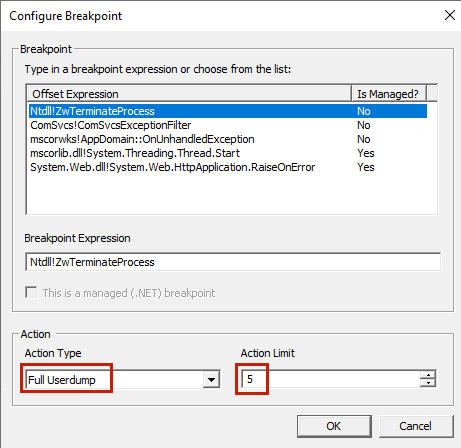 Configure Breakpoint
Breakpoint
Type in a breakpoint expression or choose from the list:
Offset Expression Is Managed?
Ntdll!ZwTerminateProcess No
ComSvcs!ComSvcsExceptionFilter No
mscorwks!AppDomain::OnUnhandledException No
mscorlib.dll!System.Threading.Thread.Start Yes
System.Web.dll!System.Web.HttpApplication.RaiseOnError Yes
Breakpoint Expression
Ntdll!ZwTerminateProcess
This is a managed (.NET) breakpoint
Action
Action Type Action Limit
Full Userdump 5
OK Cancel